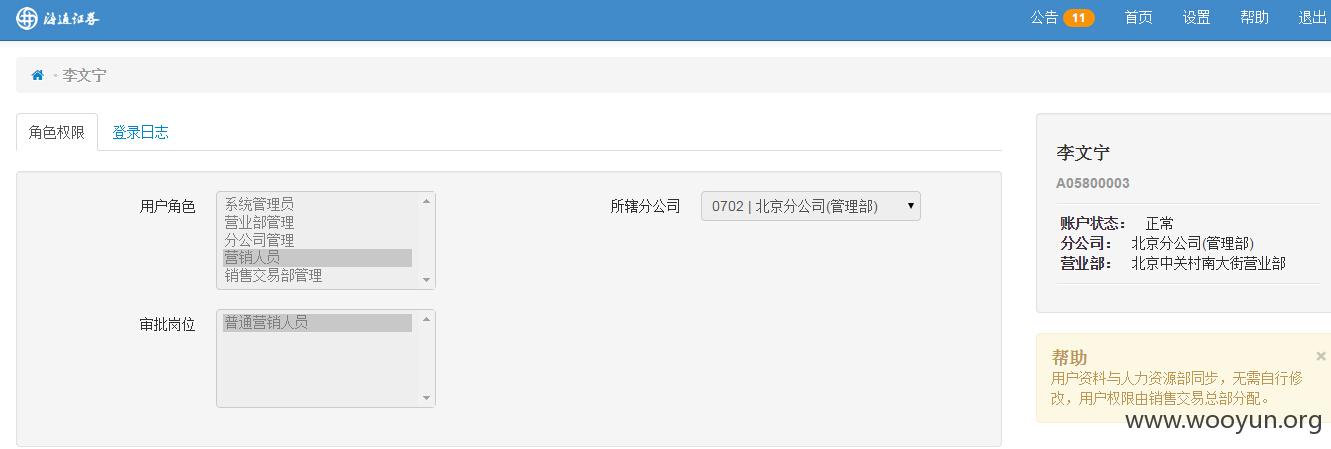 海通证券
公告 11 首页 设置 帮助 退出
李文宁
角色权限 登录日志
用户角色
系统管理员
营业部管理
分公司管理
营销人员
销售交易部管理
所辖分公司 0702 | 北京分公司(管理部)
审批岗位
普通营销人员
李文宁
A05800003
账户状态： 正常
分公司： 北京分公司(管理部)
营业部： 北京中关村南大街营业部
帮助 ×
用户资料与人力资源部同步，无需自行修
改，用户权限由销售交易总部分配。
www.wooyun.org